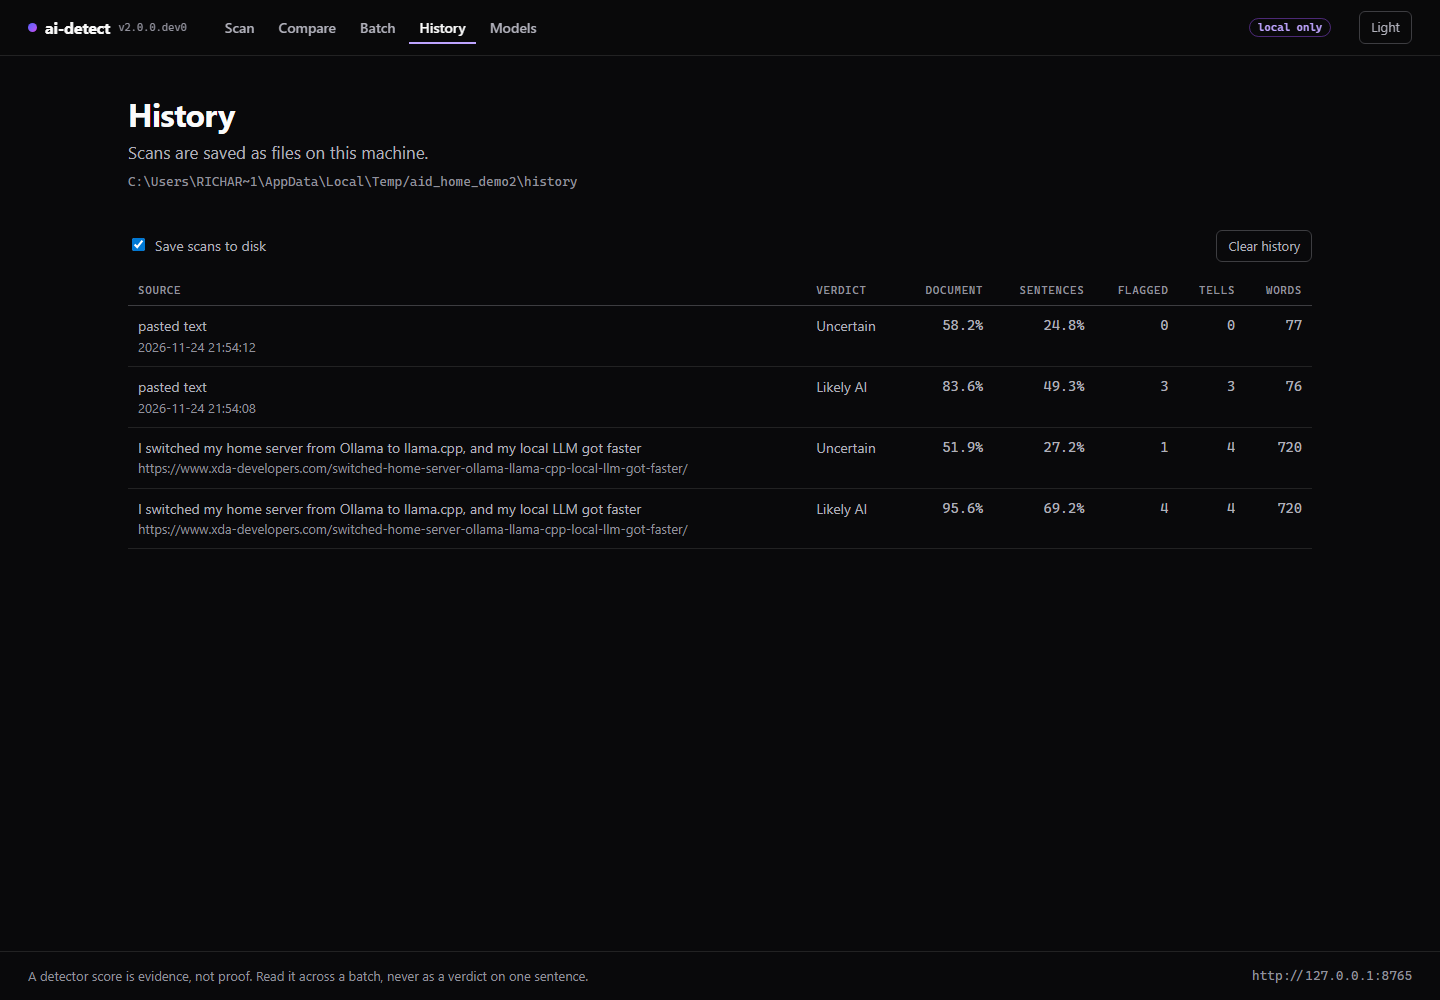 ai-detect v2.0.0.dev0 Scan Compare Batch History Models local only Light
History
Scans are saved as files on this machine.
C:\Users\RICHAR~1\AppData\Local\Temp/aid_home_demo2\history
Save scans to disk Clear history
SOURCE VERDICT DOCUMENT SENTENCES FLAGGED TELLS WORDS
pasted text Uncertain 58.2% 24.8% 0 0 77
2026-11-24 21:54:12
pasted text Likely AI 83.6% 49.3% 3 3 76
2026-11-24 21:54:08
I switched my home server from Ollama to llama.cpp, and my local LLM got faster Uncertain 51.9% 27.2% 1 4 720
https://www.xda-developers.com/switched-home-server-ollama-llama-cpp-local-llm-got-faster/
I switched my home server from Ollama to llama.cpp, and my local LLM got faster Likely AI 95.6% 69.2% 4 4 720
https://www.xda-developers.com/switched-home-server-ollama-llama-cpp-local-llm-got-faster/
A detector score is evidence, not proof. Read it across a batch, never as a verdict on one sentence. http://127.0.0.1:8765